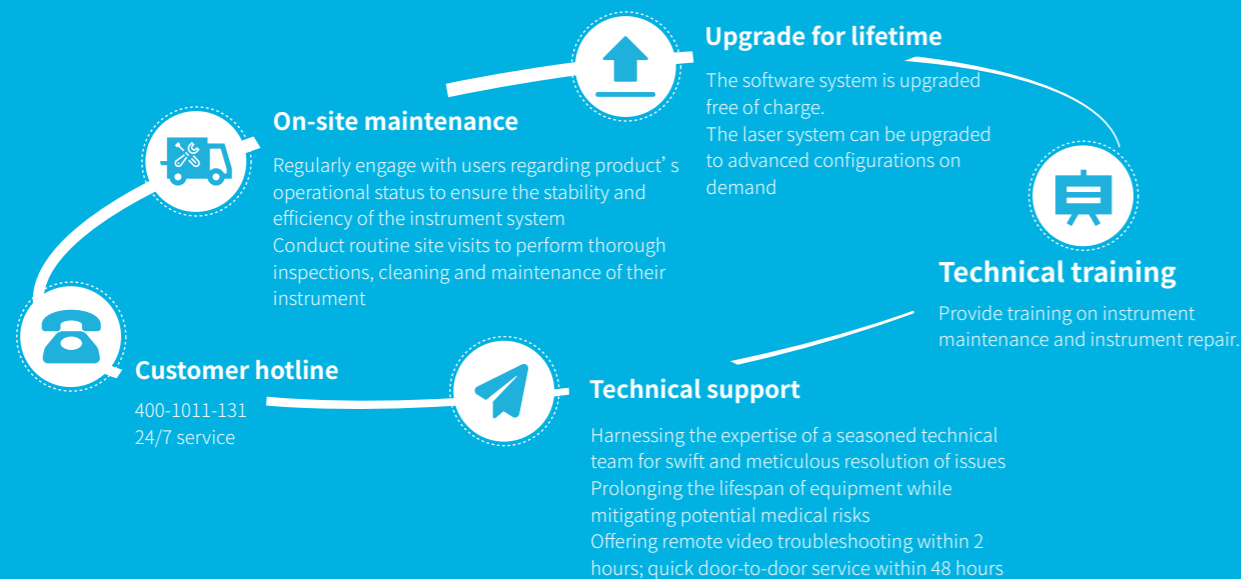 Upgrade for lifetime
The software system is upgraded
free of charge.
The laser system can be upgraded
to advanced configurations on
demand
On-site maintenance
Regularly engage with users regarding product’s
operational status to ensure the stability and
efficiency of the instrument system
Conduct routine site visits to perform thorough
inspections, cleaning and maintenance of their
instrument
Technical training
Provide training on instrument
maintenance and instrument repair.
Customer hotline
400-1011-131
24/7 service
Technical support
Harnessing the expertise of a seasoned technical
team for swift and meticulous resolution of issues
Prolonging the lifespan of equipment while
mitigating potential medical risks
Offering remote video troubleshooting within 2
hours; quick door-to-door service within 48 hours